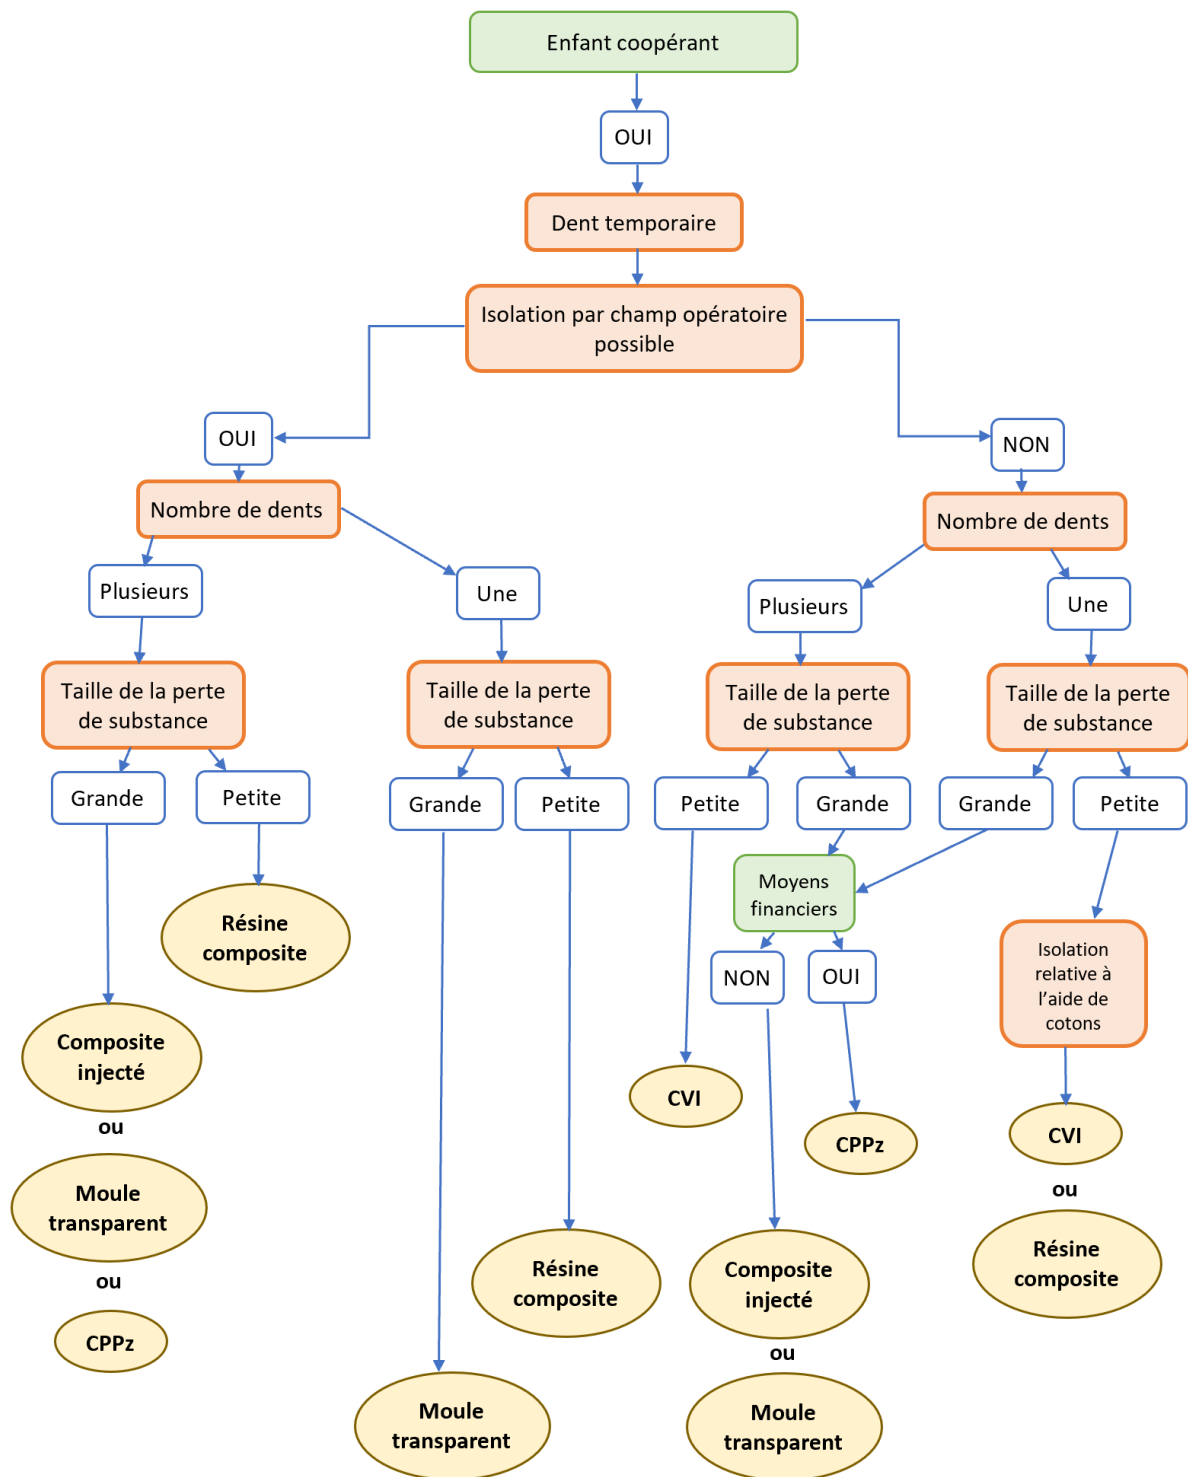 Enfant coopérant
OUI
Dent temporaire
Isolation par champ opératoire
possible
OUI
NON
Nombre de dents
Nombre de dents
Plusieurs
Une
Plusieurs
Une
Taille de la perte
de substance
Taille de la perte
de substance
Taille de la perte
de substance
Taille de la perte
de substance
Grande
Petite
Grande
Petite
Petite
Grande
Grande
Petite
Moyens
financiers
NON
OUI
Isolation
relative à
l'aide de
cotons
Résine
composite
Composite
injecté
ou
Moule
transparent
ou
CPPz
Moule
transparent
Résine
composite
CVI
CPPz
Composite
injecté
ou
Moule
transparent
CVI
ou
Résine
composite